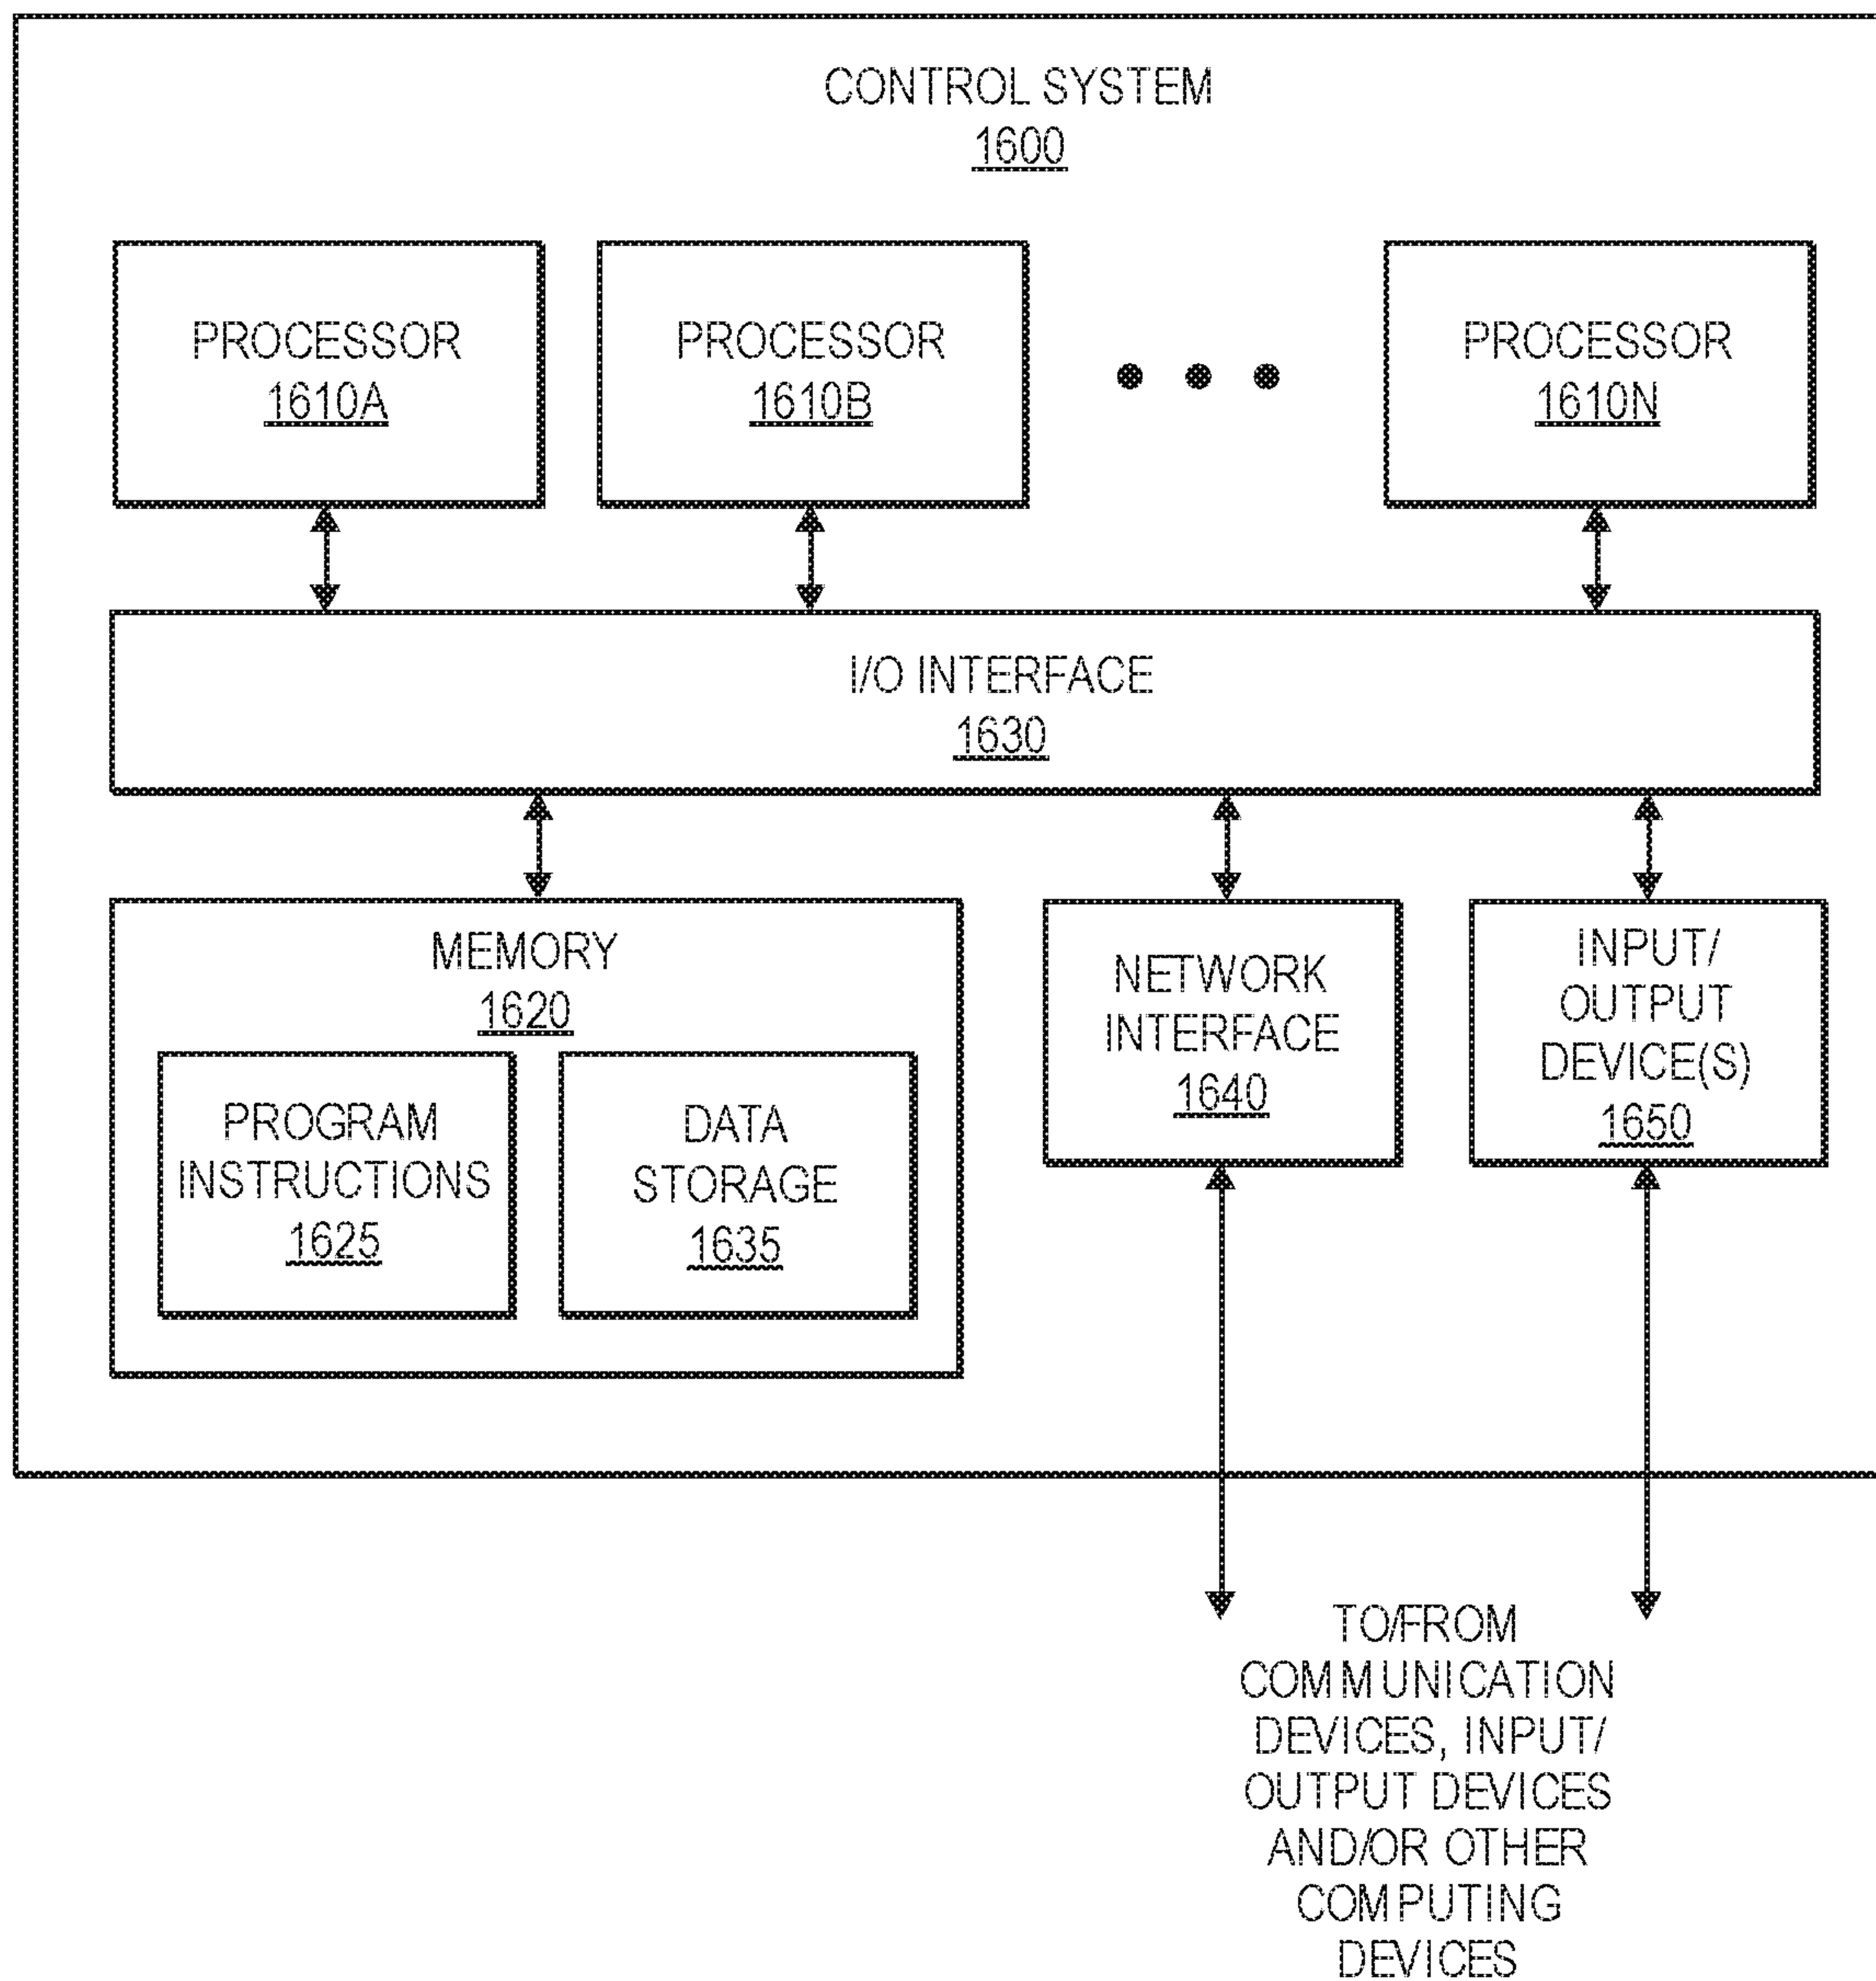 CONTROL SYSTEM
1600
PROCESSOR
1610A
PROCESSOR
1610B
PROCESSOR
1610N
I/O INTERFACE
1630
MEMORY
1620
PROGRAM
INSTRUCTIONS
1625
DATA
STORAGE
1635
NETWORK
INTERFACE
1640
INPUT/
OUTPUT
DEVICE(S)
1650
TO/FROM
COMMUNICATION
DEVICES, INPUT/
OUTPUT DEVICES
AND/OR OTHER
COMPUTING
DEVICES